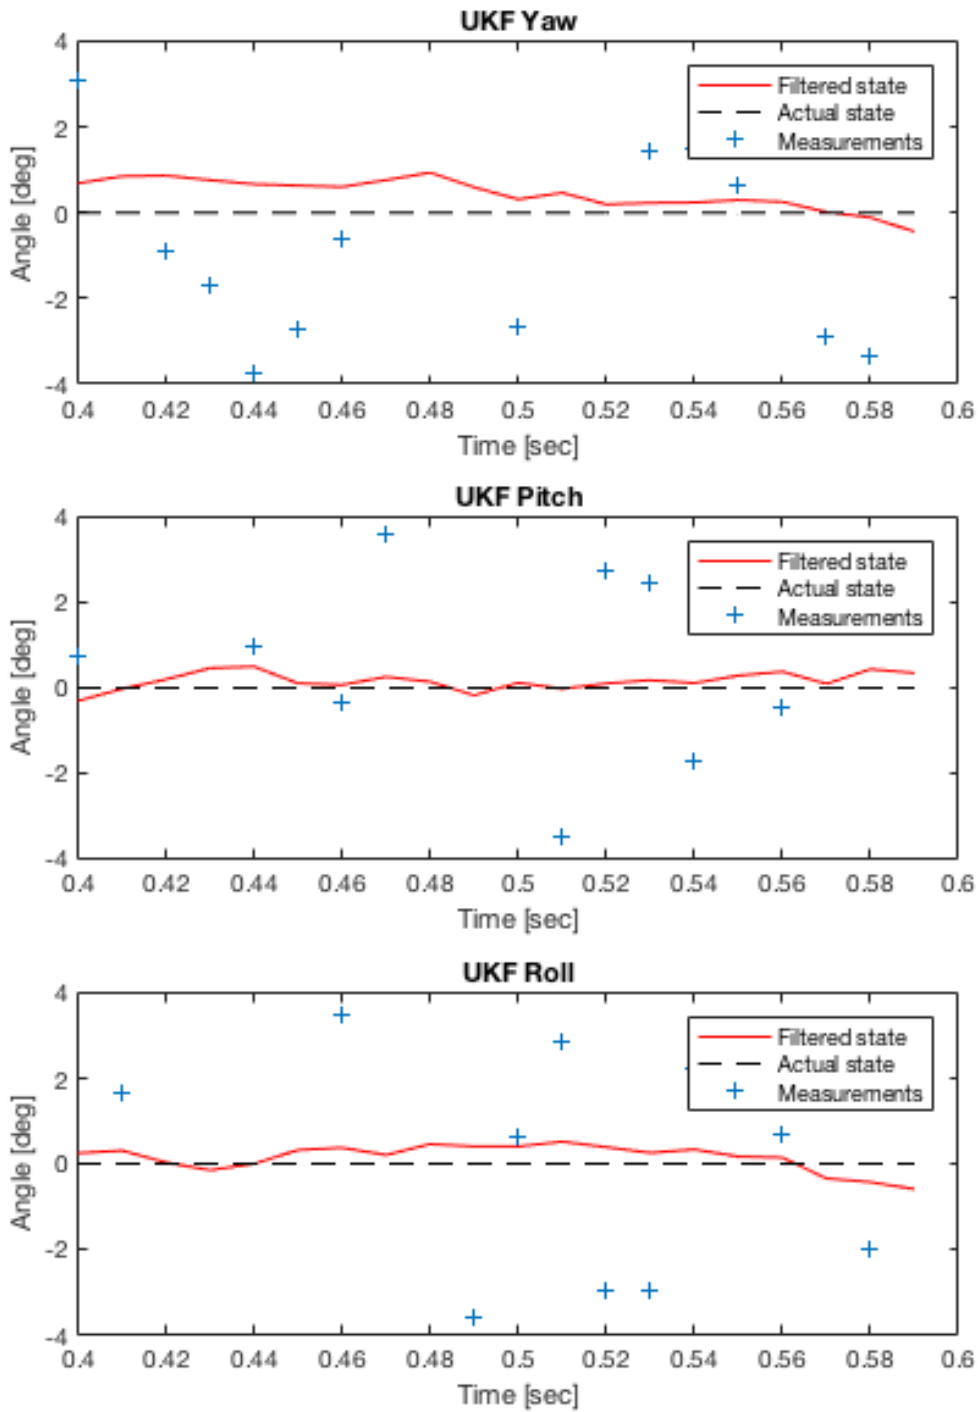 UKF Yaw
4
2
0
-2
-4
Angle [deg]
Filtered state
Actual state
Measurements
0.4 0.42 0.44 0.46 0.48 0.5 0.52 0.54 0.56 0.58 0.6
Time [sec]
UKF Pitch
4
2
0
-2
-4
Angle [deg]
Filtered state
Actual state
Measurements
0.4 0.42 0.44 0.46 0.48 0.5 0.52 0.54 0.56 0.58 0.6
Time [sec]
UKF Roll
4
2
0
-2
-4
Angle [deg]
Filtered state
Actual state
Measurements
0.4 0.42 0.44 0.46 0.48 0.5 0.52 0.54 0.56 0.58 0.6
Time [sec]